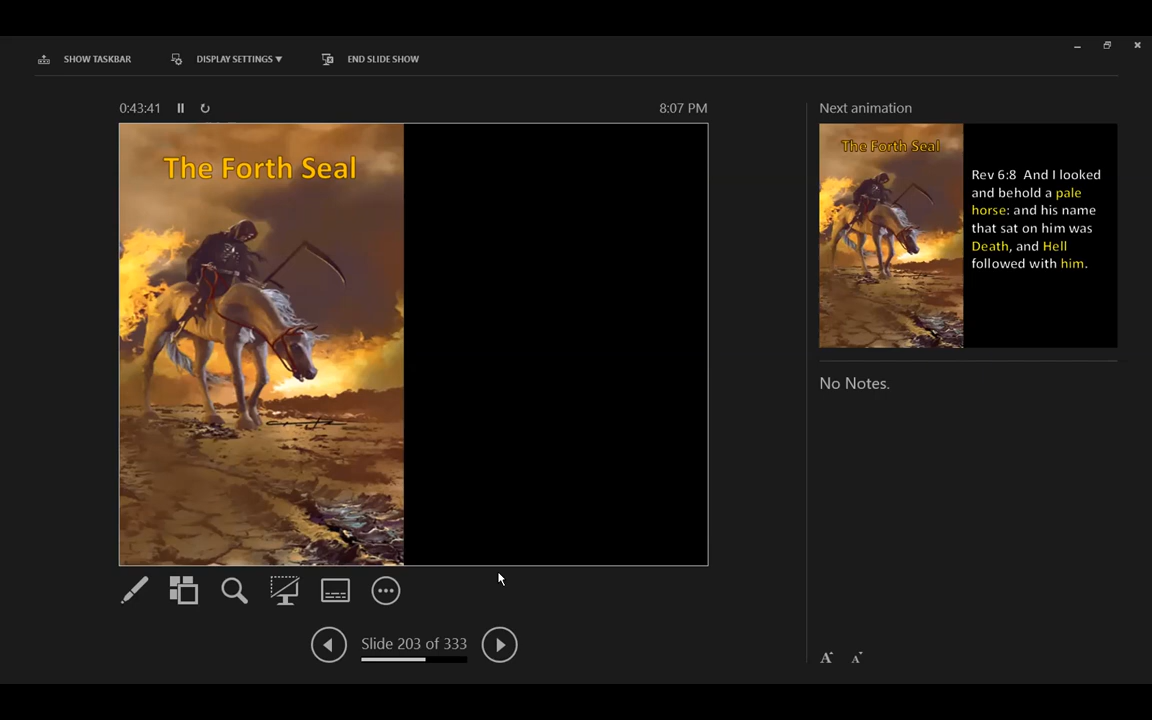 SHOW TASKBAR
DISPLAY SETTINGS ▾
END SLIDE SHOW
0:43:41
8:07 PM
Next animation
The Forth Seal
The Forth Seal
Rev 6:8 And I looked
and behold a pale
horse: and his name
that sat on him was
Death, and Hell
followed with him.
No Notes.
Slide 203 of 333
A A